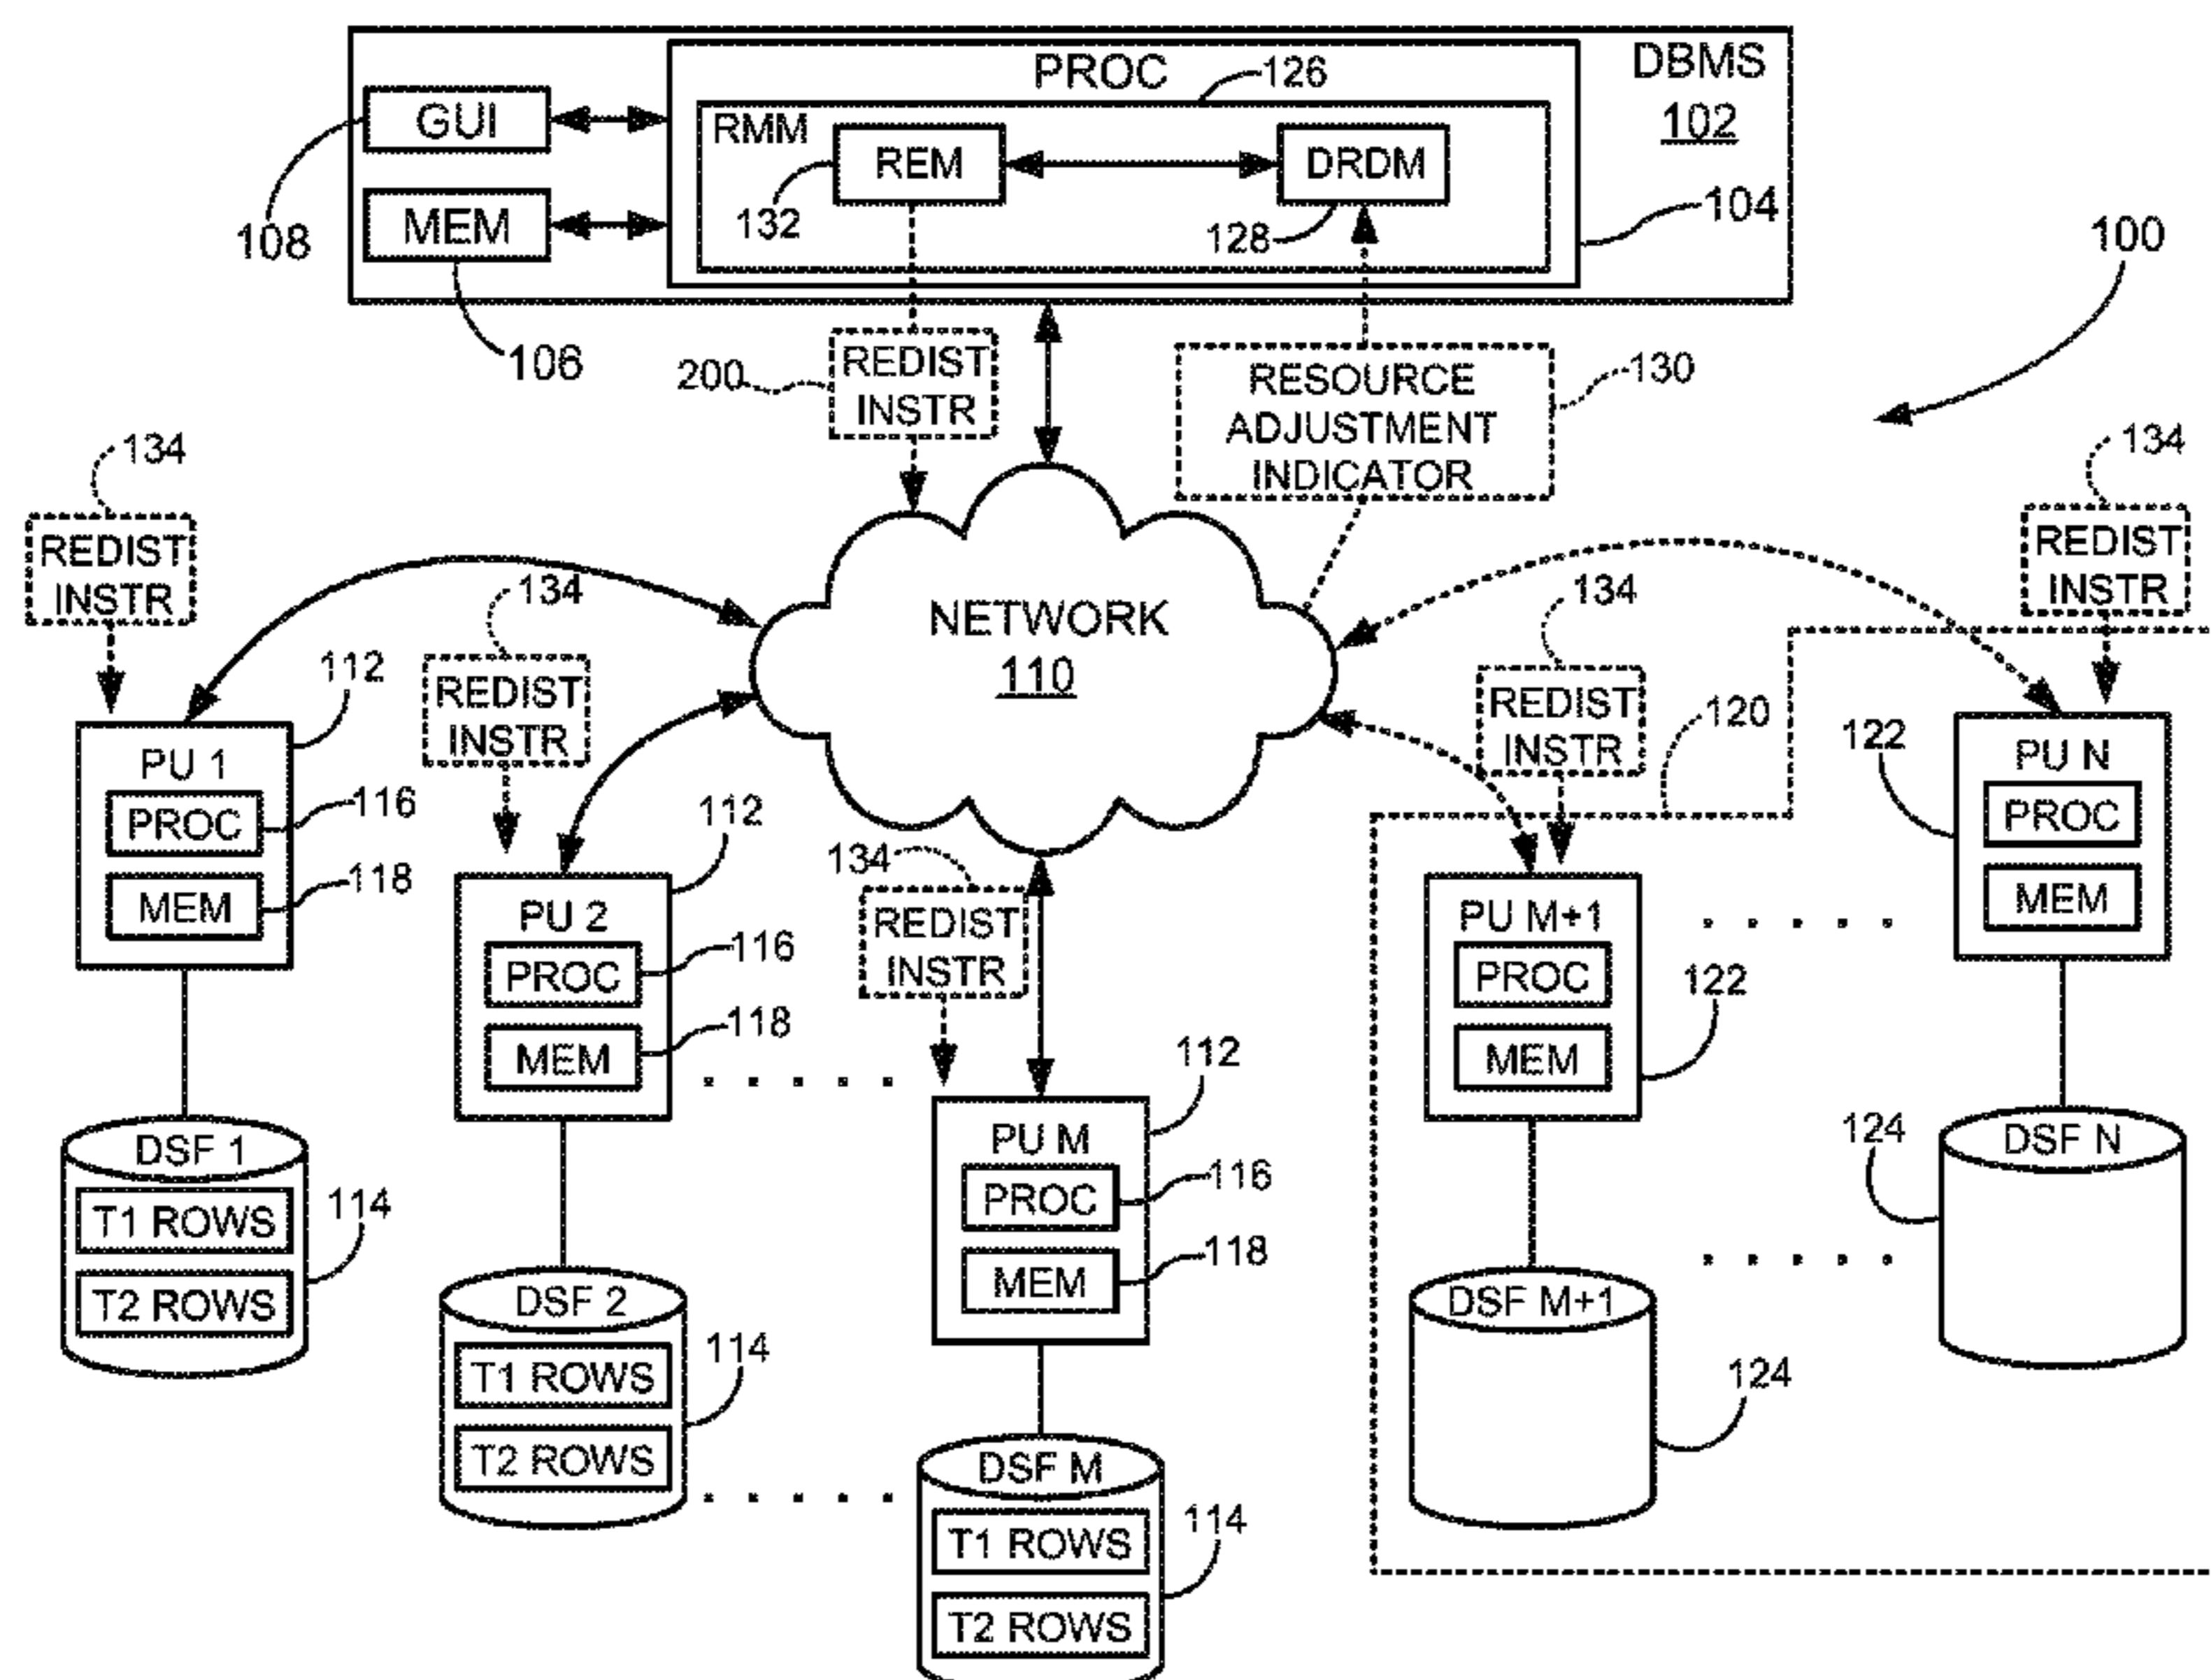 DBMS
102
PROC
126
GUI
RMM
REM
DRDM
108
MEM
132
128
104
100
106
200
REDIST
INSTR
RESOURCE
ADJUSTMENT
INDICATOR
130
134
REDIST
INSTR
134
REDIST
INSTR
134
REDIST
INSTR
134
REDIST
INSTR
134
REDIST
INSTR
NETWORK
110
112
PU 1
PROC
116
MEM
118
112
PU 2
PROC
116
MEM
118
. . . . .
112
PU M
PROC
116
MEM
118
120
PU M+1
PROC
MEM
122
. . . . .
122
PU N
PROC
MEM
DSF 1
T1 ROWS
T2 ROWS
114
DSF 2
T1 ROWS
T2 ROWS
114
. . . . .
DSF M
T1 ROWS
T2 ROWS
114
DSF M+1
124
. . . . .
124
DSF N